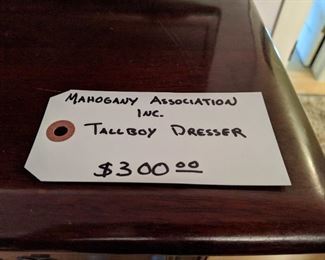 MAHOGANY ASSOCIATION
INC.
TALLBOY DRESSER
$300.00